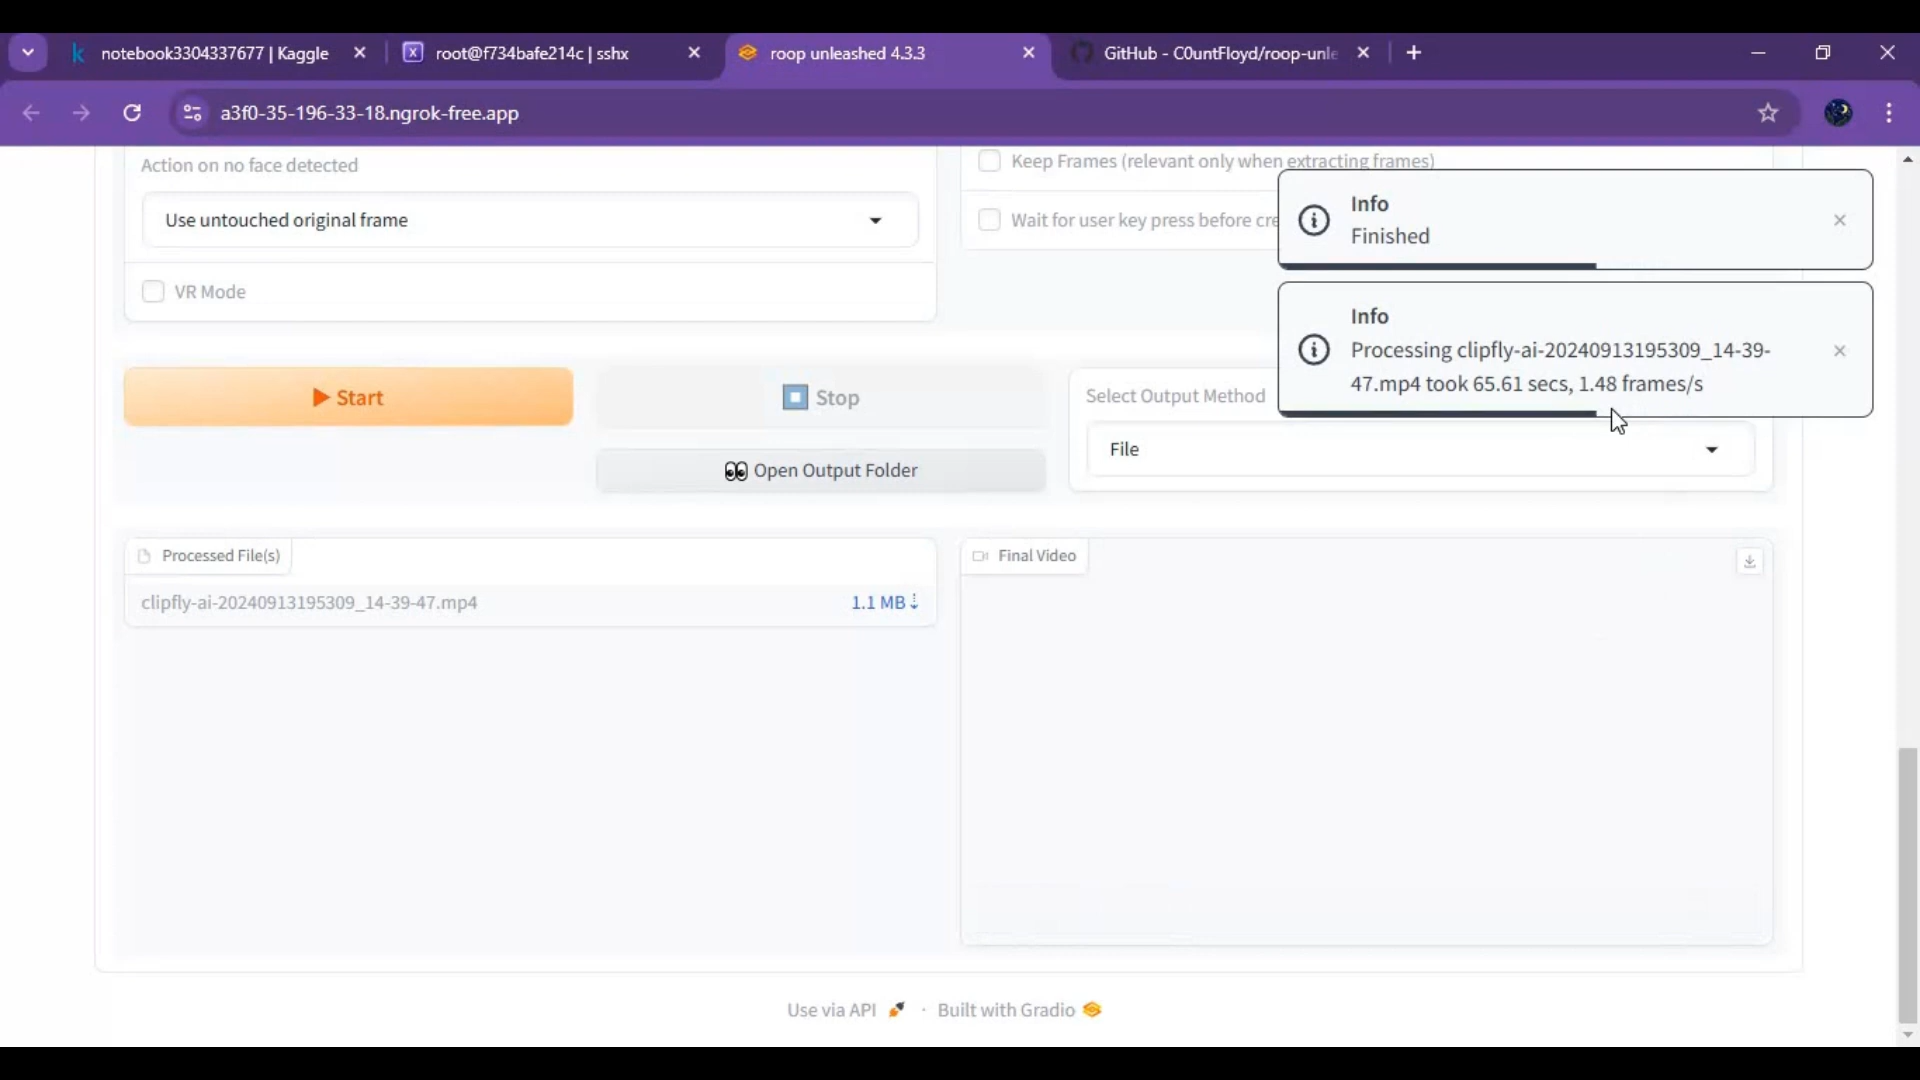 notebook3304337677 | Kaggle
root@f734bafe214c | sshx
roop unleashed 4.3.3
GitHub - C0untFloyd/roop-unle
a3f0-35-196-33-18.ngrok-free.app
Action on no face detected
Keep Frames (relevant only when extracting frames)
Use untouched original frame
Wait for user key press before cre
VR Mode
Info
Finished
Info
Processing clipfly-ai-20240913195309_14-39-
47.mp4 took 65.61 secs, 1.48 frames/s
Start
Stop
Select Output Method
File
Open Output Folder
Processed File(s)
clipfly-ai-20240913195309_14-39-47.mp4
1.1 MB ⇣
Final Video
Use via API
·
Built with Gradio